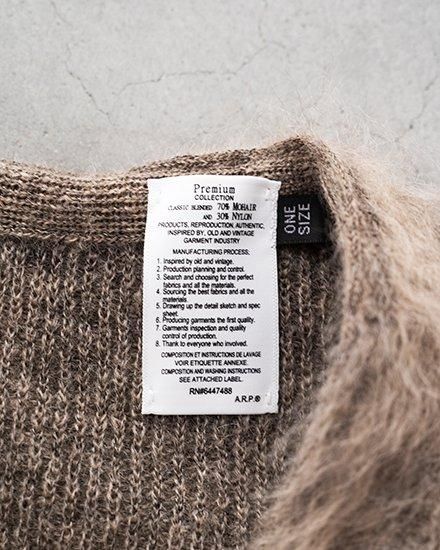 Premium
COLLECTION
CLASSIC BLENDED 70% MOHAIR
AND 30% NYLON
PRODUCTS, REPRODUCTION, AUTHENTIC,
INSPIRED BY, OLD AND VINTAGE
GARMENT INDUSTRY
MANUFACTURING PROCESS:
1. Inspired by old and vintage.
2. Production planning and control.
3. Search and choosing for the perfect
fabrics and all the materials.
4. Sourcing the best fabrics and all the
materials.
5. Drawing up the detail sketch and spec
sheet.
6. Producing garments the first quality.
7. Garments inspection and quality
control of production.
8. Thank to everyone who involved.
COMPOSITION ET INSTRUCTIONS DE LAVAGE
VOIR ETIQUETTE ANNEXE.
COMPOSITION AND WASHING INSTRUCTIONS
SEE ATTACHED LABEL.
RN#6447488
A.R.P.®
ONE
SIZE